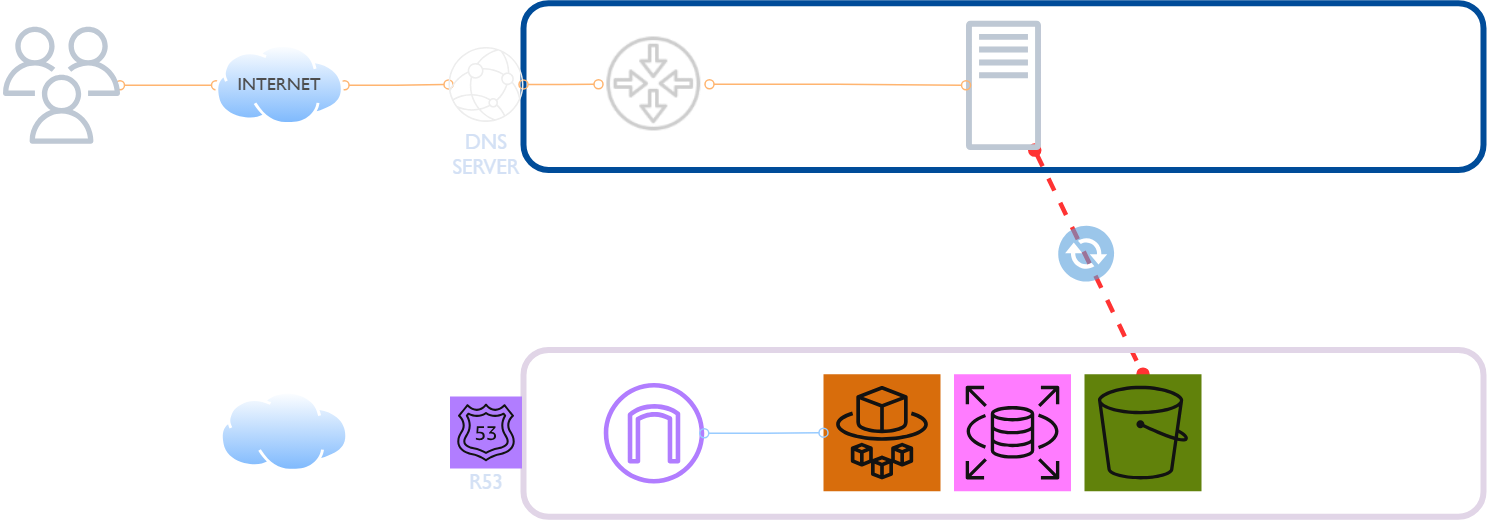 INTERNET
DNS
SERVER
53
R53